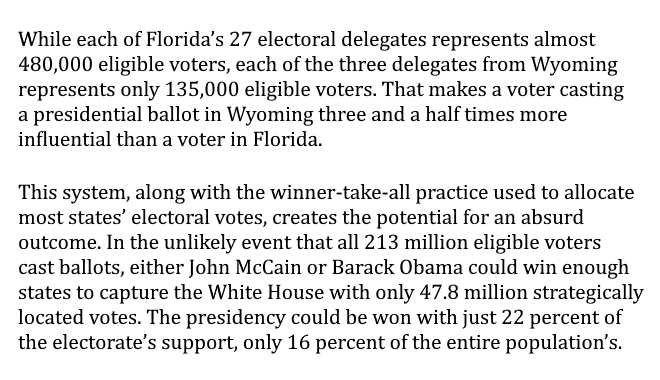 While each of Florida’s 27 electoral delegates represents almost
480,000 eligible voters, each of the three delegates from Wyoming
represents only 135,000 eligible voters. That makes a voter casting
a presidential ballot in Wyoming three and a half times more
influential than a voter in Florida.
This system, along with the winner-take-all practice used to allocate
most states’ electoral votes, creates the potential for an absurd
outcome. In the unlikely event that all 213 million eligible voters
cast ballots, either John McCain or Barack Obama could win enough
states to capture the White House with only 47.8 million strategically
located votes. The presidency could be won with just 22 percent of
the electorate’s support, only 16 percent of the entire population’s.